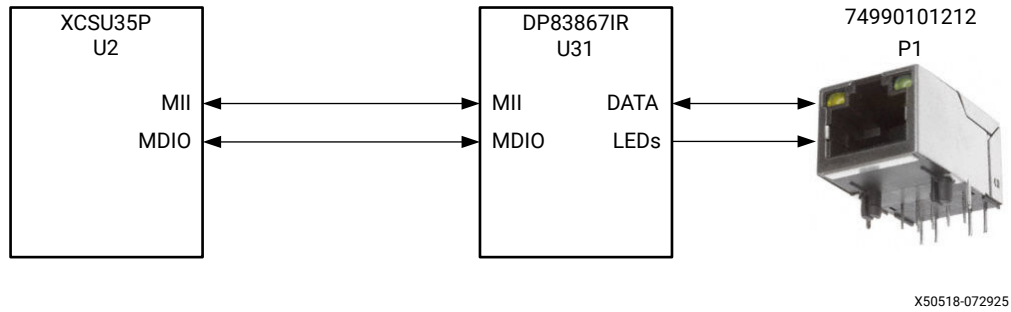 XCSU35P
U2
MII
MDIO
DP83867IR
U31
MII
DATA
MDIO
LEDs
74990101212
P1
X50518-072925